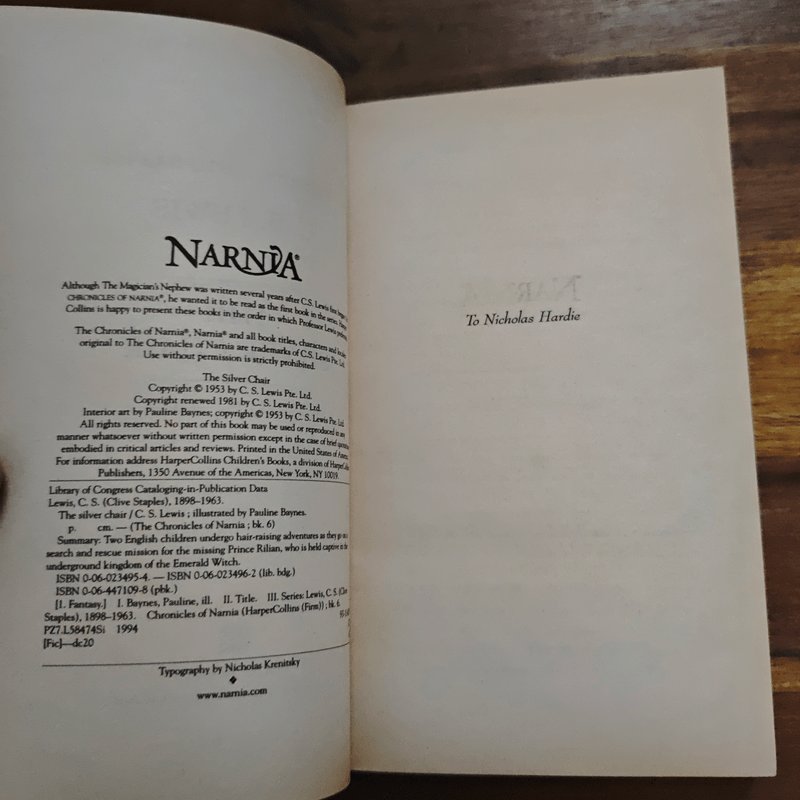 NARNIA®
Although The Magician's Nephew was written several years after C.S. Lewis first began
CHRONICLES OF NARNIA®, he wanted it to be read as the first book in the series.
Collins is happy to present these books in the order in which Professor Lewis
The Chronicles of Narnia®, Narnia® and all book titles, characters and
original to The Chronicles of Narnia are trademarks of C.S. Lewis Pte. Ltd.
Use without permission is strictly prohibited.
The Silver Chair
Copyright © 1953 by C. S. Lewis Pte. Ltd.
Copyright renewed 1981 by C. S. Lewis Pte. Ltd.
Interior art by Pauline Baynes; copyright © 1953 by C. S. Lewis Pte. Ltd.
All rights reserved. No part of this book may be used or reproduced in any
manner whatsoever without written permission except in the case of brief
embodied in critical articles and reviews. Printed in the United States of
For information address HarperCollins Children's Books, a division of
Publishers, 1350 Avenue of the Americas, New York, NY 10019.
Library of Congress Cataloging-in-Publication Data
Lewis, C. S. (Clive Staples), 1898–1963.
The silver chair / C. S. Lewis ; illustrated by Pauline Baynes.
p. cm. — (The Chronicles of Narnia ; bk. 6)
Summary: Two English children undergo hair-raising adventures as they go on a
search and rescue mission for the missing Prince Rilian, who is held captive in the
underground kingdom of the Emerald Witch.
ISBN 0-06-023495-4. — ISBN 0-06-023496-2 (lib. bdg.)
ISBN 0-06-447109-8 (pbk.)
[1. Fantasy.] I. Baynes, Pauline, ill. II. Title. III. Series: Lewis, C. S. (Clive
Staples), 1898–1963. Chronicles of Narnia (HarperCollins (Firm)) ; bk. 6.
PZ7.L58474Si 1994
[Fic]—dc20
Typography by Nicholas Krenitsky
www.narnia.com
To Nicholas Hardie